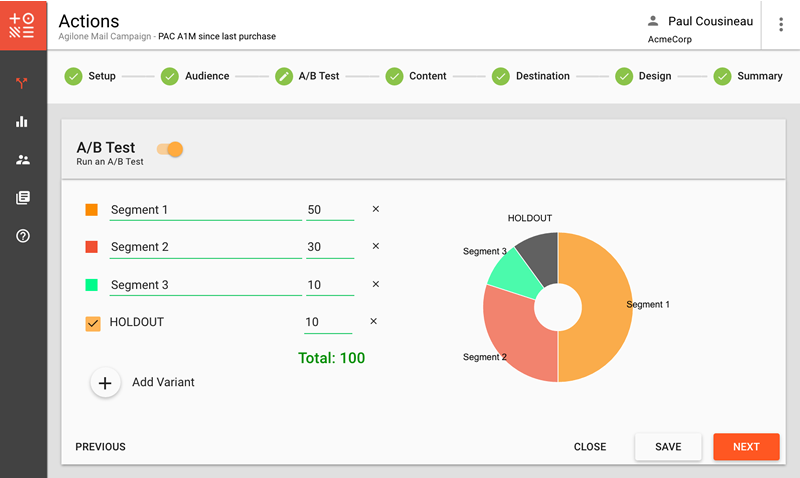 Actions
Agilone Mail Campaign - PAC A1M since last purchase
Paul Cousineau
AcmeCorp
Setup
Audience
A/B Test
Content
Destination
Design
Summary
A/B Test
Run an A/B Test
Segment 1 50 ×
Segment 2 30 ×
Segment 3 10 ×
HOLDOUT 10 ×
Total: 100
+ Add Variant
HOLDOUT
Segment 3
Segment 1
Segment 2
PREVIOUS
CLOSE
SAVE
NEXT